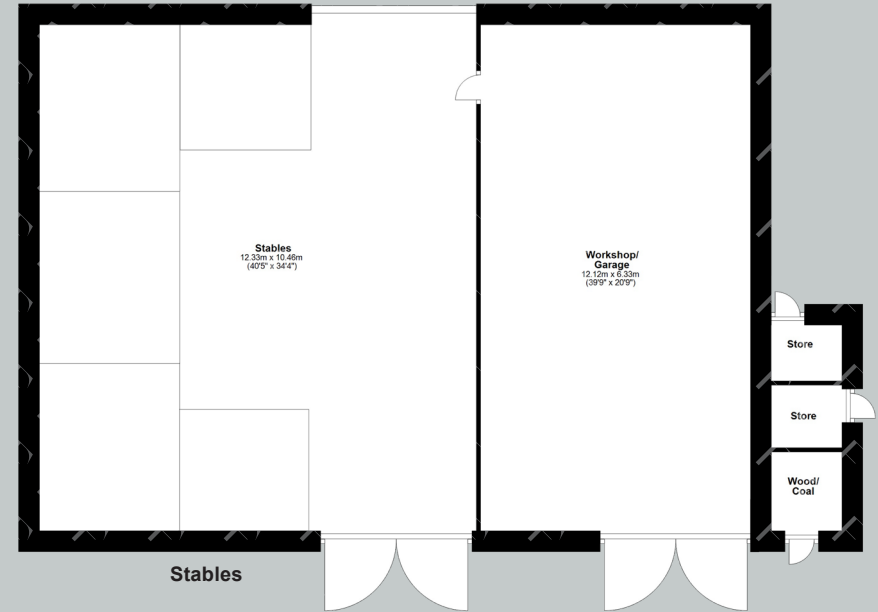 Stables
12.33m x 10.46m
(40'5" x 34'4")
Workshop/
Garage
12.12m x 6.33m
(39'9" x 20'9")
Store
Store
Wood/
Coal
Stables